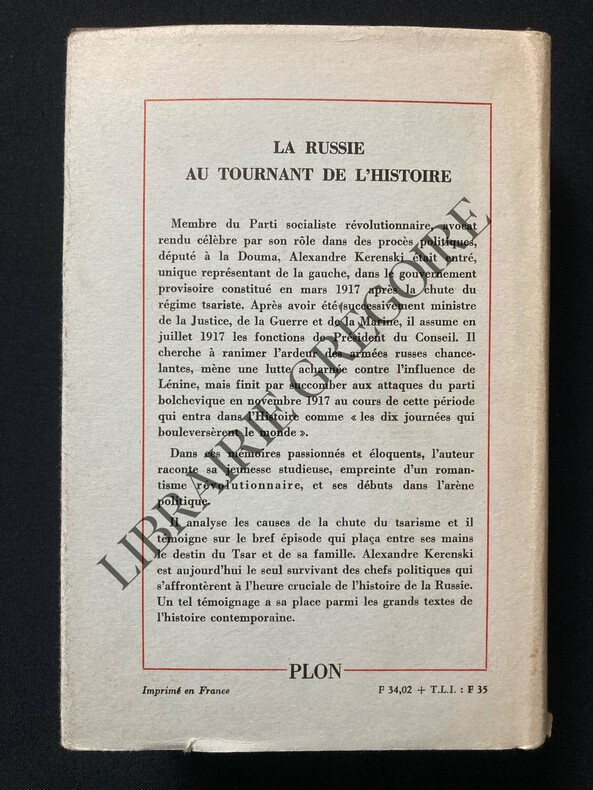 LA RUSSIE
AU TOURNANT DE L'HISTOIRE
Membre du Parti socialiste révolutionnaire, avocat
rendu célèbre par son rôle dans des procès politiques,
député à la Douma, Alexandre Kerenski était entré,
unique représentant de la gauche, dans le gouvernement
provisoire constitué en mars 1917 après la chute du
régime tsariste. Après avoir été successivement ministre
de la Justice, de la Guerre et de la Marine, il assume en
juillet 1917 les fonctions de Président du Conseil. Il
cherche à ranimer l'ardeur des armées russes chance-
lantes, mène une lutte acharnée contre l'influence de
Lénine, mais finit par succomber aux attaques du parti
bolchevique en novembre 1917 au cours de cette période
qui entra dans l'Histoire comme « les dix journées qui
bouleversèrent le monde ».
Dans ces mémoires passionnés et éloquents, l'auteur
raconte sa jeunesse studieuse, empreinte d'un roman-
tisme révolutionnaire, et ses débuts dans l'arène
politique.
Il analyse les causes de la chute du tsarisme et il
témoigne sur le bref épisode qui plaça entre ses mains
le destin du Tsar et de sa famille. Alexandre Kerenski
est aujourd'hui le seul survivant des chefs politiques qui
s'affrontèrent à l'heure cruciale de l'histoire de la Russie.
Un tel témoignage a sa place parmi les grands textes de
l'histoire contemporaine.
PLON
Imprimé en France
F 34,02 + T.L.I. : F 35
LIBRAIRIE GREGOIRE